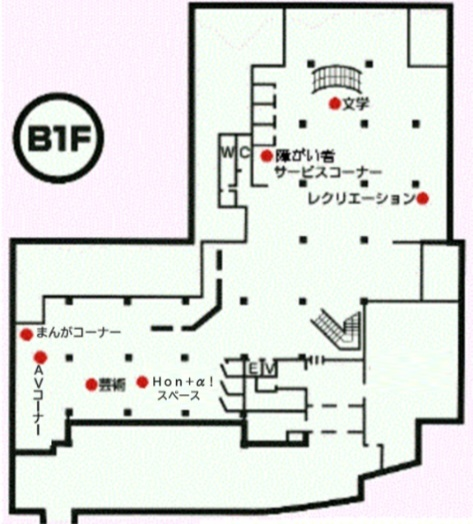 B1F
文学
WC
障がい者
サービスコーナー
レクリエーション
まんがコーナー
AVコーナー
芸術
Hon+α!
スペース
EV